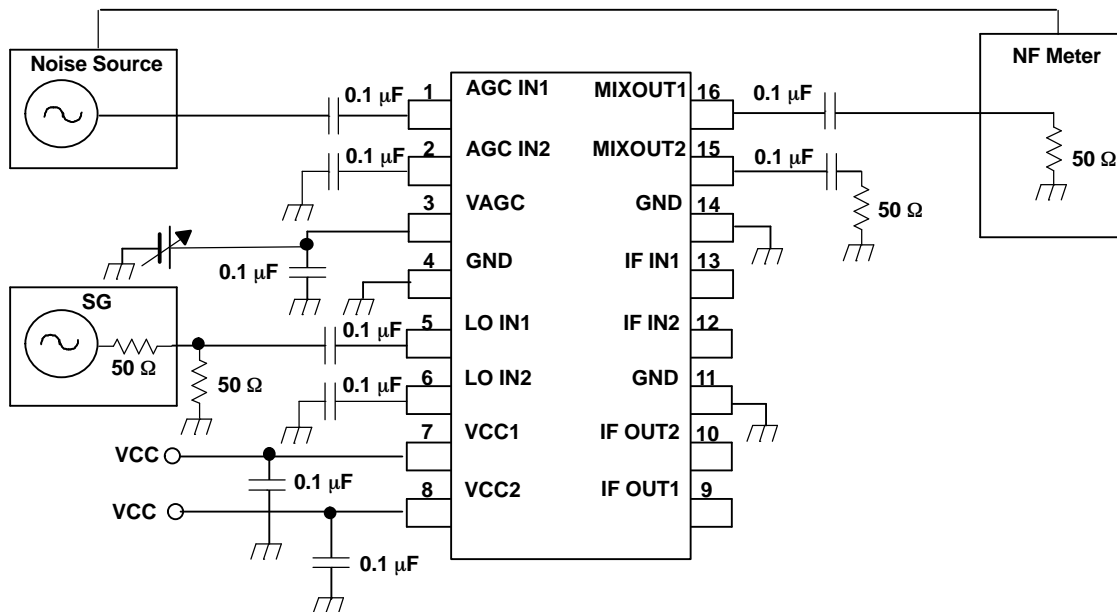 Noise Source
NF Meter
0.1 μF
1
AGC IN1
MIXOUT1
16
0.1 μF
0.1 μF
2
AGC IN2
MIXOUT2
15
0.1 μF
50 Ω
3
VAGC
GND
14
50 Ω
0.1 μF
4
GND
IF IN1
13
SG
50 Ω
50 Ω
0.1 μF
5
LO IN1
IF IN2
12
0.1 μF
6
LO IN2
GND
11
VCC
7
VCC1
IF OUT2
10
0.1 μF
VCC
8
VCC2
IF OUT1
9
0.1 μF